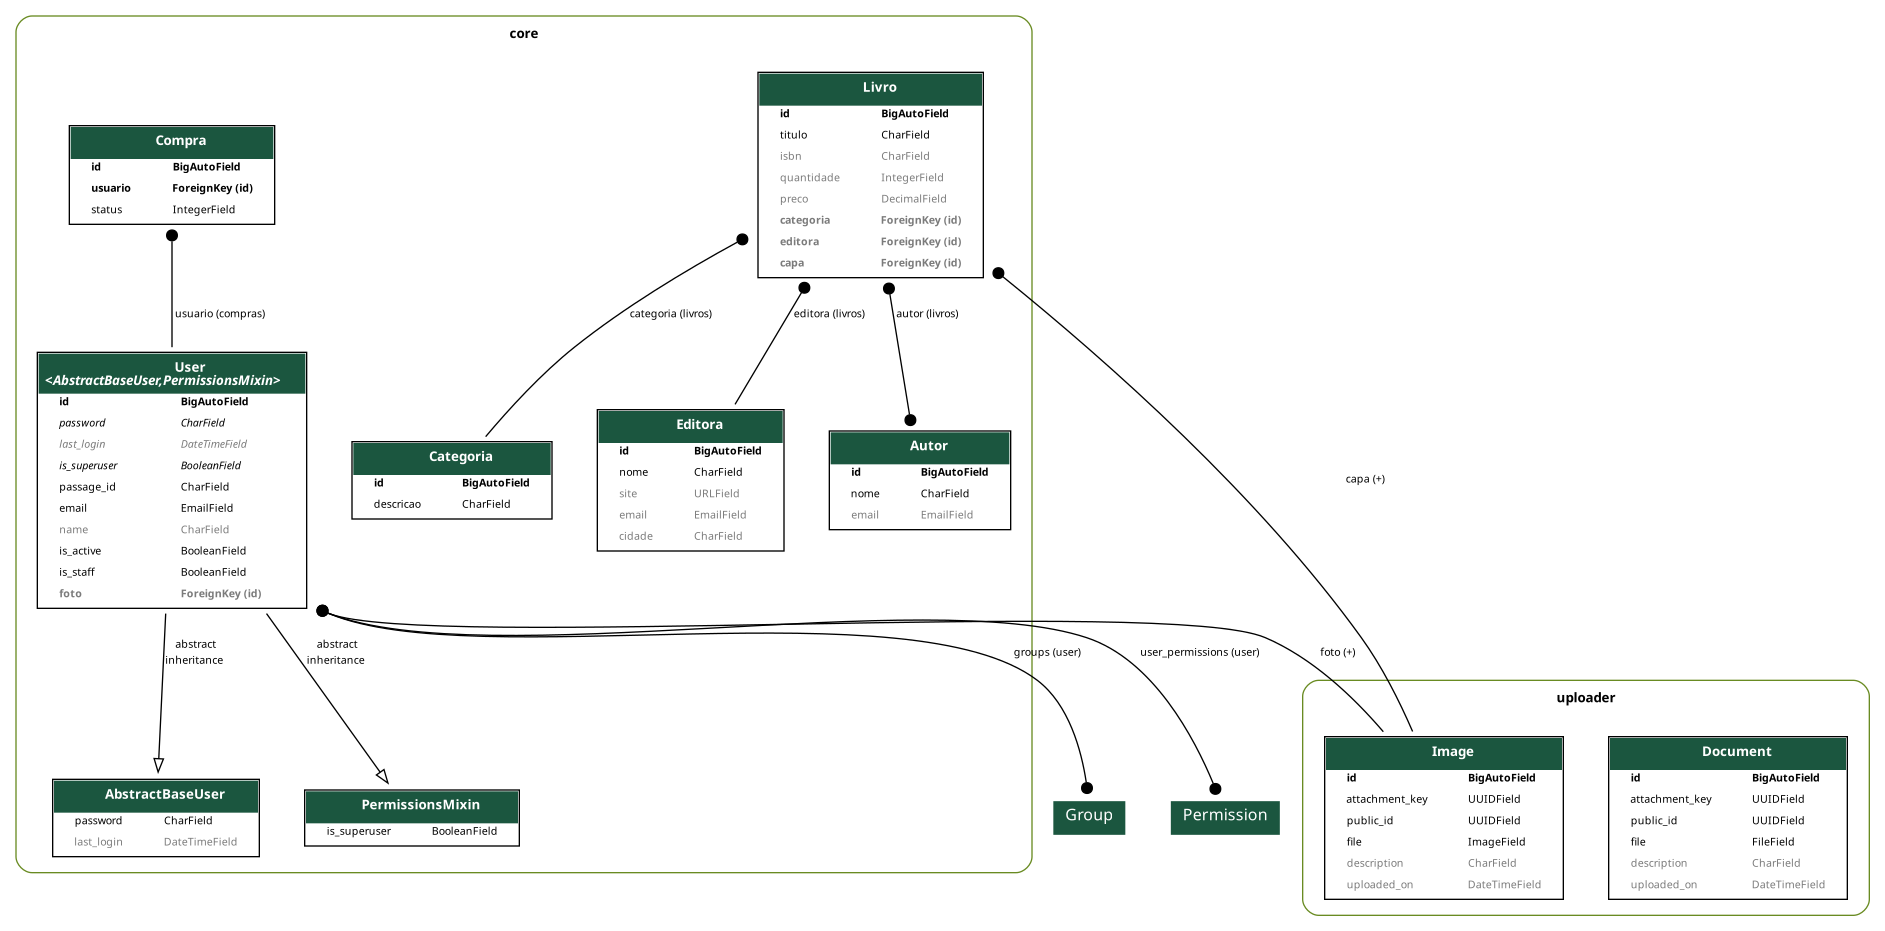 core
Livro
id BigAutoField
titulo CharField
isbn CharField
quantidade IntegerField
preco DecimalField
categoria ForeignKey (id)
editora ForeignKey (id)
capa ForeignKey (id)
Compra
id BigAutoField
usuario ForeignKey (id)
status IntegerField
usuario (compras)
categoria (livros)
editora (livros)
autor (livros)
User
<AbstractBaseUser,PermissionsMixin>
id BigAutoField
password CharField
last_login DateTimeField
is_superuser BooleanField
passage_id CharField
email EmailField
name CharField
is_active BooleanField
is_staff BooleanField
foto ForeignKey (id)
Categoria
id BigAutoField
descricao CharField
Editora
id BigAutoField
nome CharField
site URLField
email EmailField
cidade CharField
Autor
id BigAutoField
nome CharField
email EmailField
capa (+)
abstract
inheritance
abstract
inheritance
groups (user)
user_permissions (user)
foto (+)
AbstractBaseUser
password CharField
last_login DateTimeField
PermissionsMixin
is_superuser BooleanField
Group
Permission
uploader
Image
id BigAutoField
attachment_key UUIDField
public_id UUIDField
file ImageField
description CharField
uploaded_on DateTimeField
Document
id BigAutoField
attachment_key UUIDField
public_id UUIDField
file FileField
description CharField
uploaded_on DateTimeField